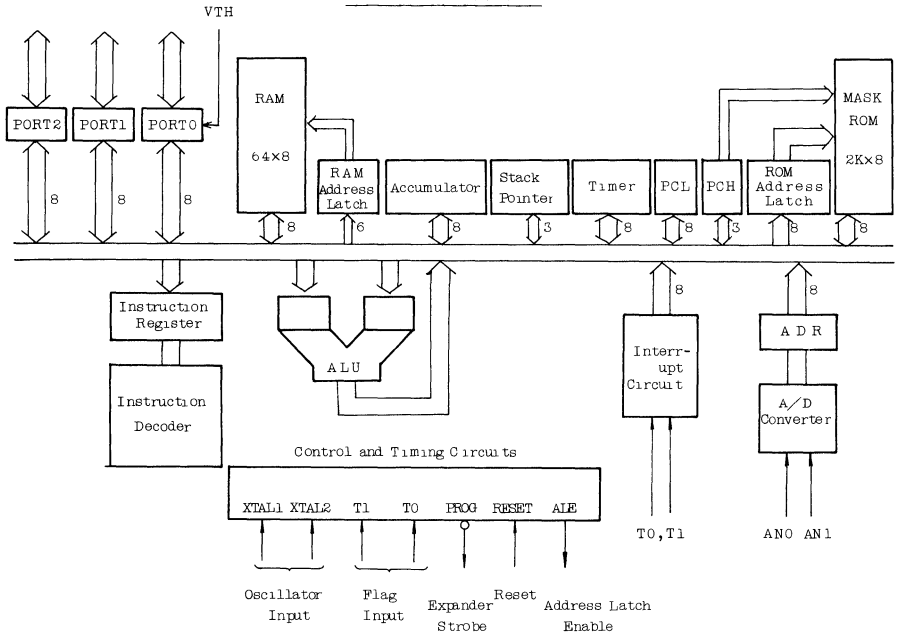 VTH
PORT2 PORT1 PORT0
8 8 8
RAM
64×8
RAM
Address
Latch
Accumulator
Stack
Pointer
Timer
PCL
PCH
ROM
Address
Latch
MASK
ROM
2K×8
8 6 8 3 8 8 3 8 8
Instruction
Register
Instruction
Decoder
ALU
8
Interr-
upt
Circuit
T0,T1
8
ADR
A/D
Converter
AN0 AN1
Control and Timing Circuits
XTAL1 XTAL2 T1 T0 PROG RESET ALE
Oscillator
Input
Flag
Input
Expander
Strobe
Reset
Address Latch
Enable